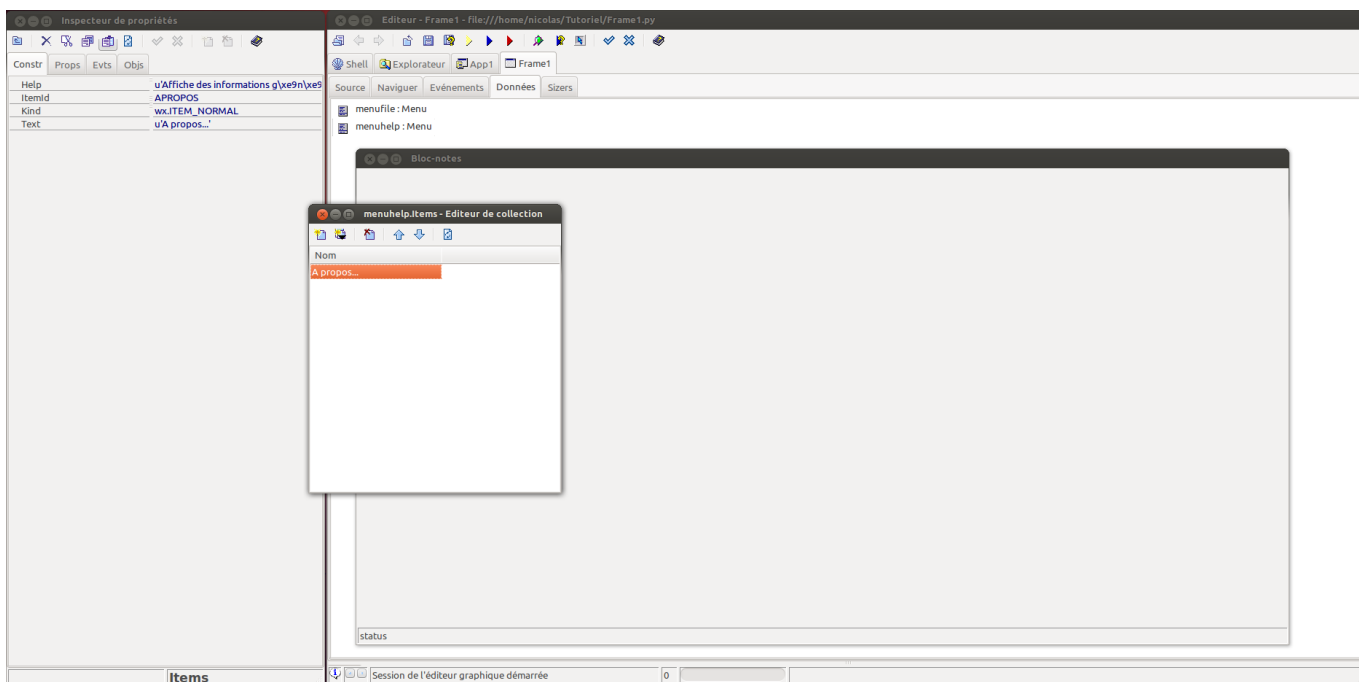 Inspecteur de propriétés
Constr Props Evts Objs
Help u'Affiche des informations g\xe9n\xe9
ItemId APROPOS
Kind wx.ITEM_NORMAL
Text u'A propos...'
Items
Editeur - Frame1 - file:///home/nicolas/Tutoriel/Frame1.py
Shell Explorateur App1 Frame1
Source Naviguer Evénements Données Sizers
menufile : Menu
menuhelp : Menu
Bloc-notes
menuhelp.Items - Editeur de collection
Nom
A propos...
status
Session de l'éditeur graphique démarrée 0